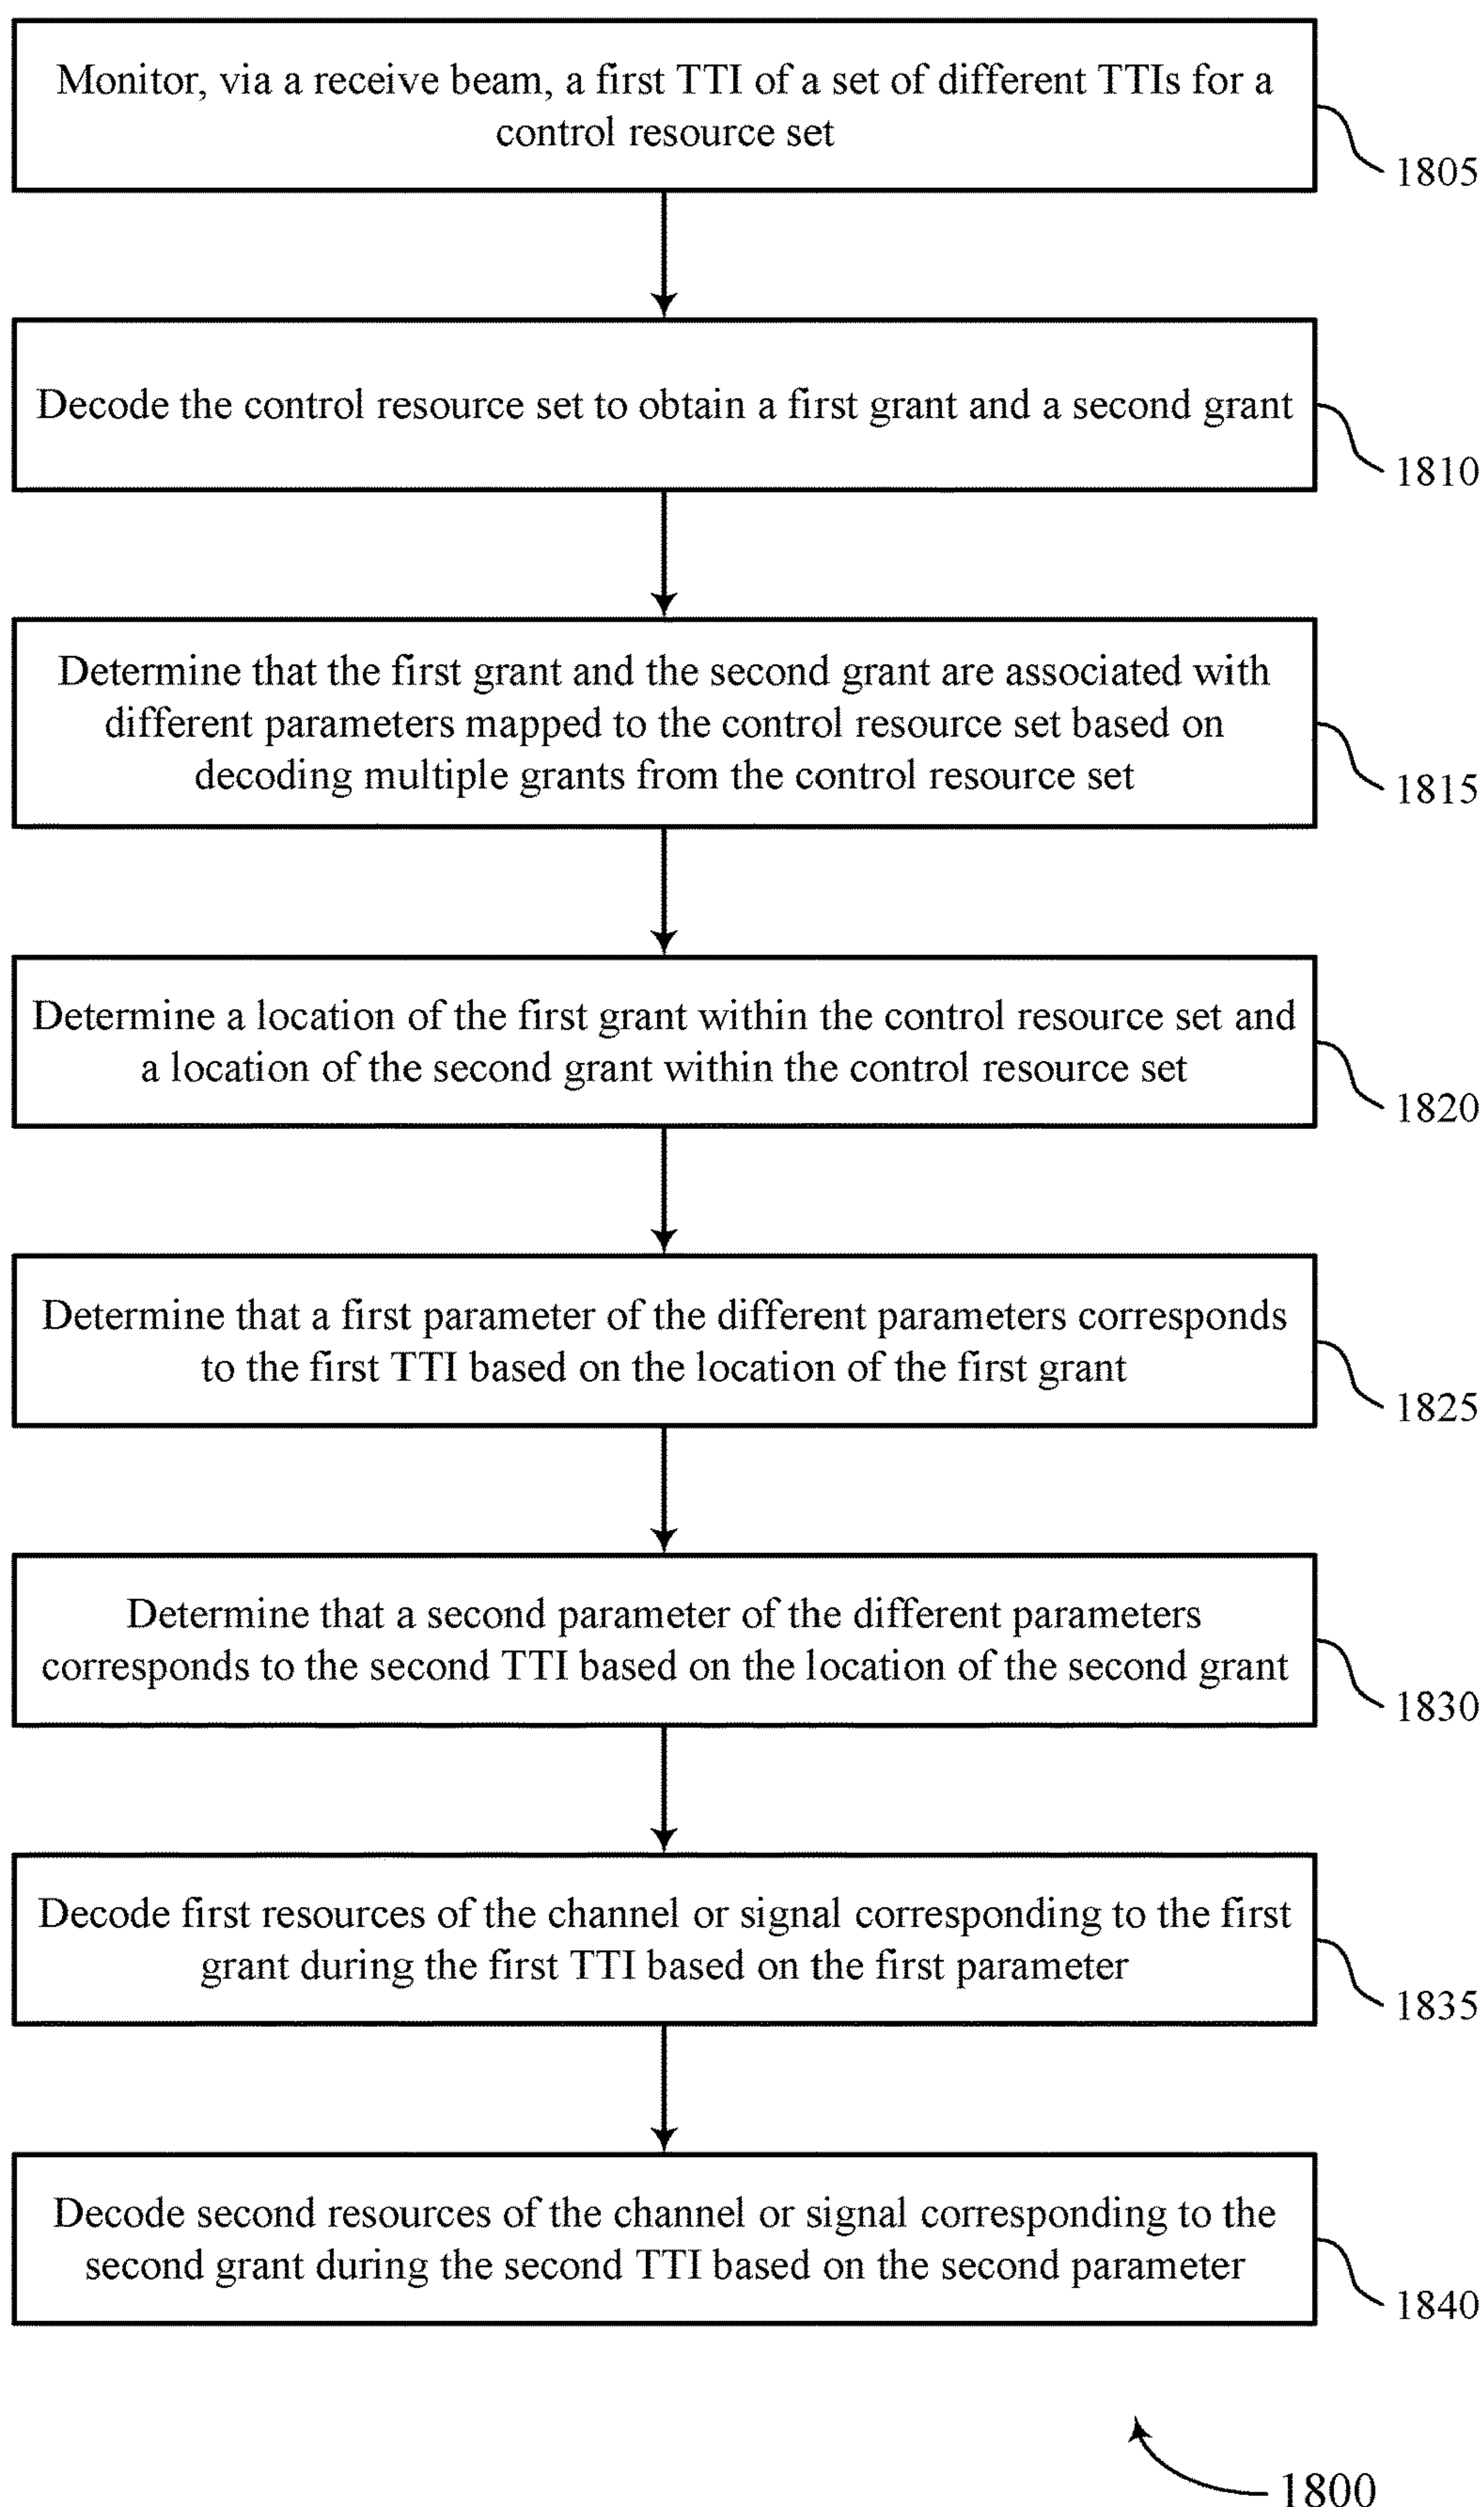 Monitor, via a receive beam, a first TTI of a set of different TTIs for a
control resource set
1805
Decode the control resource set to obtain a first grant and a second grant
1810
Determine that the first grant and the second grant are associated with
different parameters mapped to the control resource set based on
decoding multiple grants from the control resource set
1815
Determine a location of the first grant within the control resource set and
a location of the second grant within the control resource set
1820
Determine that a first parameter of the different parameters corresponds
to the first TTI based on the location of the first grant
1825
Determine that a second parameter of the different parameters
corresponds to the second TTI based on the location of the second grant
1830
Decode first resources of the channel or signal corresponding to the first
grant during the first TTI based on the first parameter
1835
Decode second resources of the channel or signal corresponding to the
second grant during the second TTI based on the second parameter
1840
1800